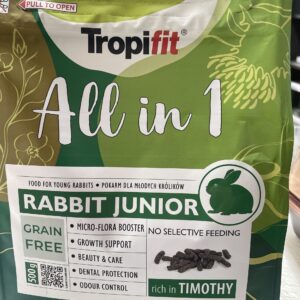 PULL TO OPEN
Tropifit®
All in 1
FOOD FOR YOUNG RABBITS • POKARM DLA MŁODYCH KRÓLIKÓW
RABBIT JUNIOR
GRAIN
FREE
500g
• MICRO-FLORA BOOSTER
• GROWTH SUPPORT
• BEAUTY & CARE
• DENTAL PROTECTION
• ODOUR CONTROL
NO SELECTIVE FEEDING
rich in TIMOTHY